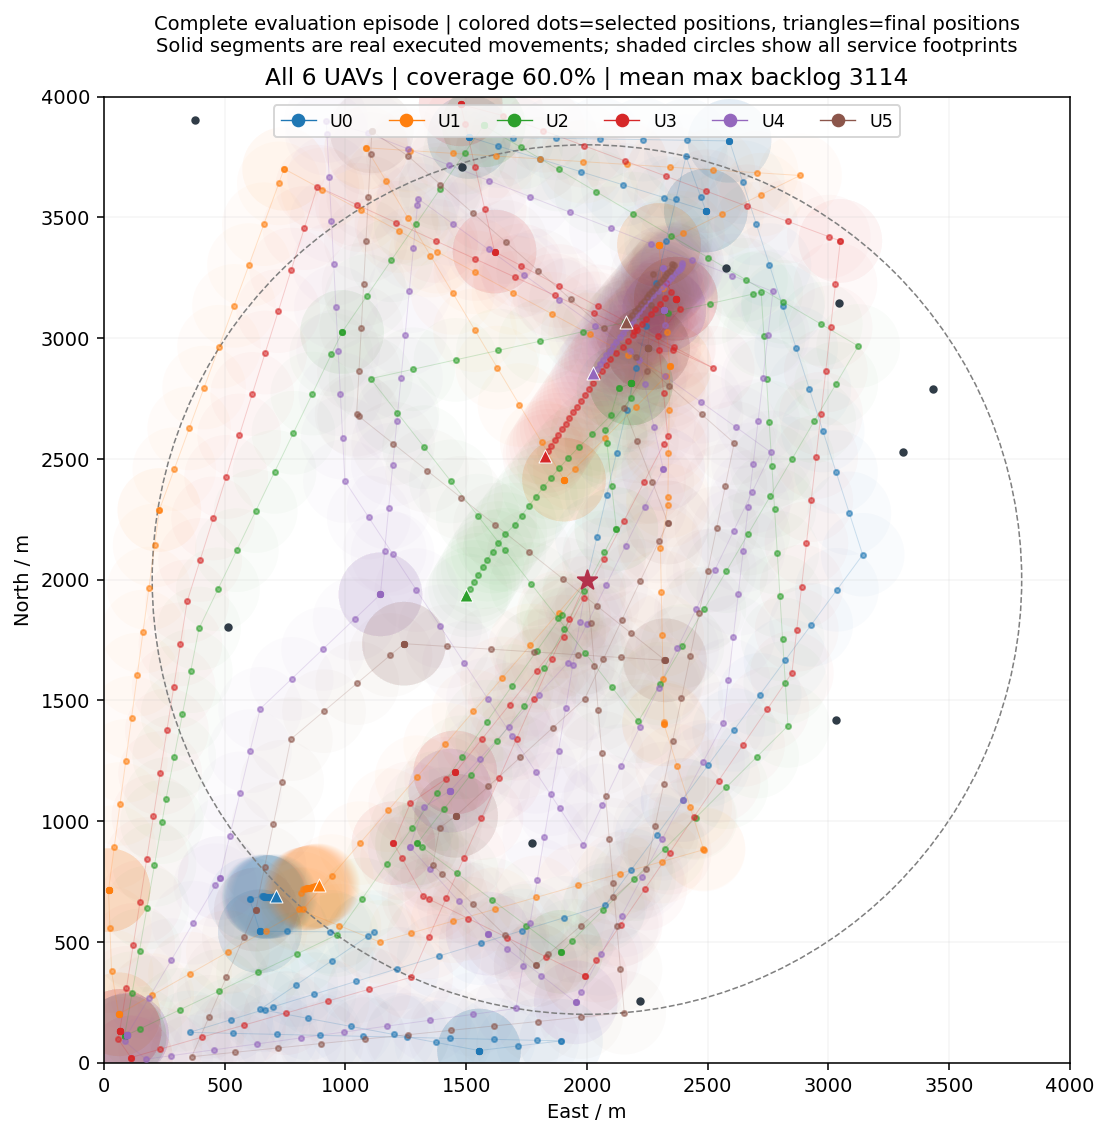 Complete evaluation episode | colored dots=selected positions, triangles=final positions
Solid segments are real executed movements; shaded circles show all service footprints
All 6 UAVs | coverage 60.0% | mean max backlog 3114
U0 U1 U2 U3 U4 U5
4000
3500
3000
2500
2000
1500
1000
500
0
North / m
0 500 1000 1500 2000 2500 3000 3500 4000
East / m